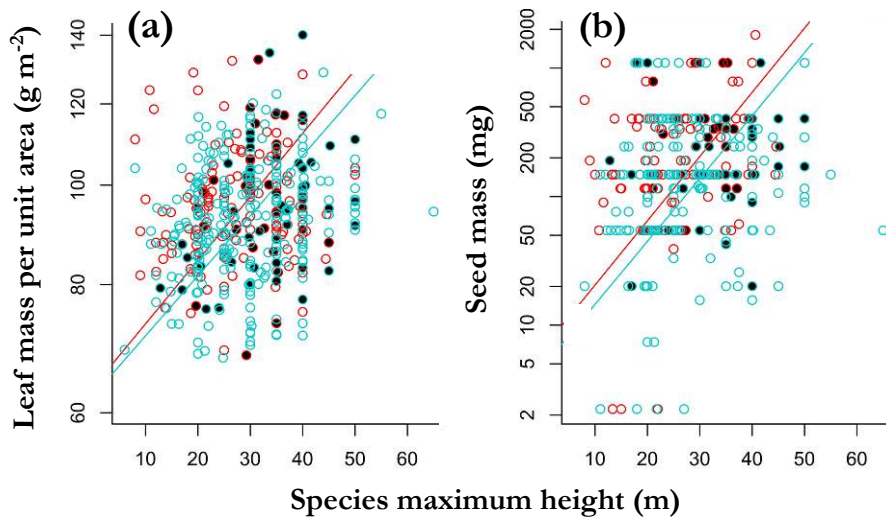 (a)
Leaf mass per unit area (g m⁻²)
140
120
100
80
60
10 20 30 40 50 60
(b)
Seed mass (mg)
2000
500
200
50
20
10
5
2
10 20 30 40 50 60
Species maximum height (m)